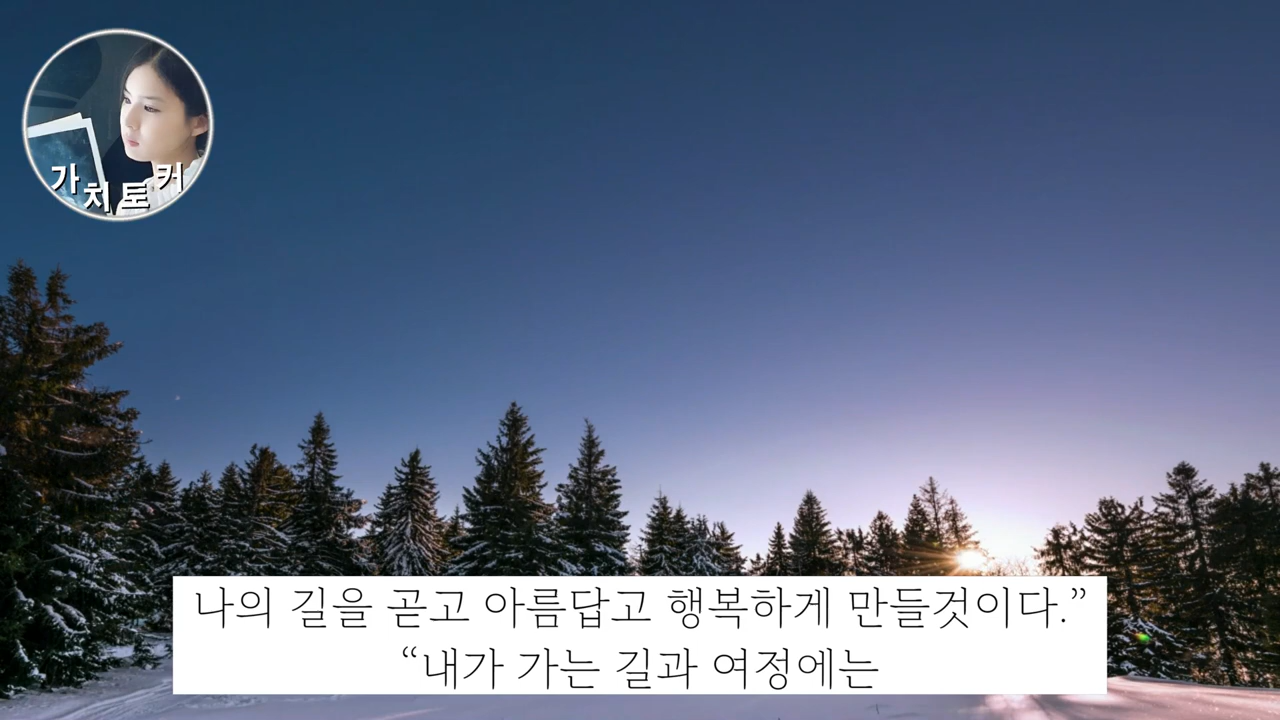 가치토커
나의 길을 곧고 아름답고 행복하게 만들것이다.”
“내가 가는 길과 여정에는